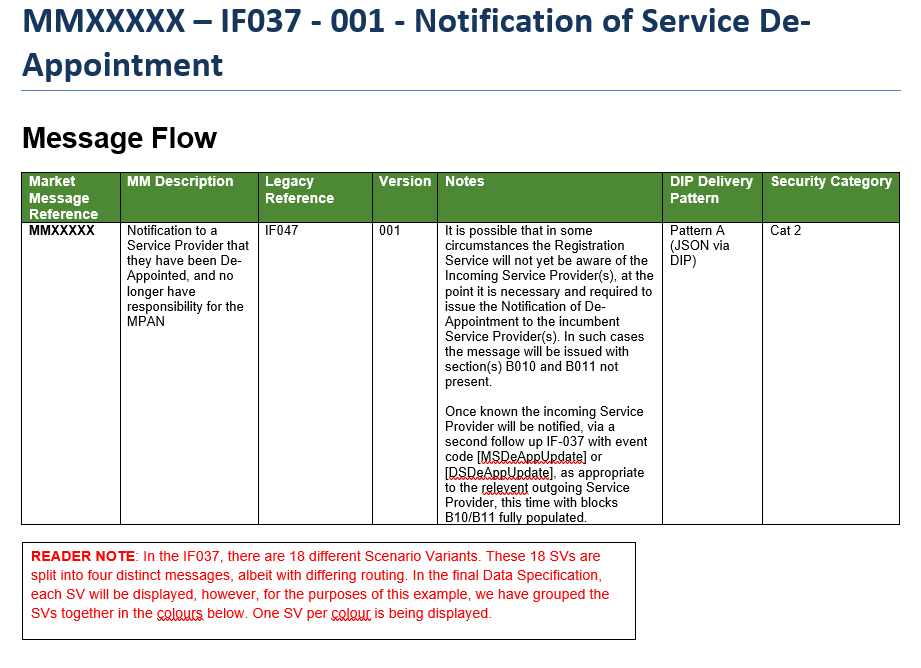 MMXXXXX – IF037 - 001 - Notification of Service De-
Appointment
Message Flow
Market
Message
Reference
MM Description
Legacy
Reference
Version
Notes
DIP Delivery
Pattern
Security Category
MMXXXXX
Notification to a
Service Provider that
they have been De-
Appointed, and no
longer have
responsibility for the
MPAN
IF047
001
It is possible that in some
circumstances the Registration
Service will not yet be aware of the
Incoming Service Provider(s), at the
point it is necessary and required to
issue the Notification of De-
Appointment to the incumbent
Service Provider(s). In such cases
the message will be issued with
section(s) B010 and B011 not
present.
Once known the incoming Service
Provider will be notified, via a
second follow up IF-037 with event
code [MSDeAppUpdate] or
[DSDeAppUpdate], as appropriate
to the relevent outgoing Service
Provider, this time with blocks
B10/B11 fully populated.
Pattern A
(JSON via
DIP)
Cat 2
READER NOTE: In the IF037, there are 18 different Scenario Variants. These 18 SVs are
split into four distinct messages, albeit with differing routing. In the final Data Specification,
each SV will be displayed, however, for the purposes of this example, we have grouped the
SVs together in the colours below. One SV per colour is being displayed.